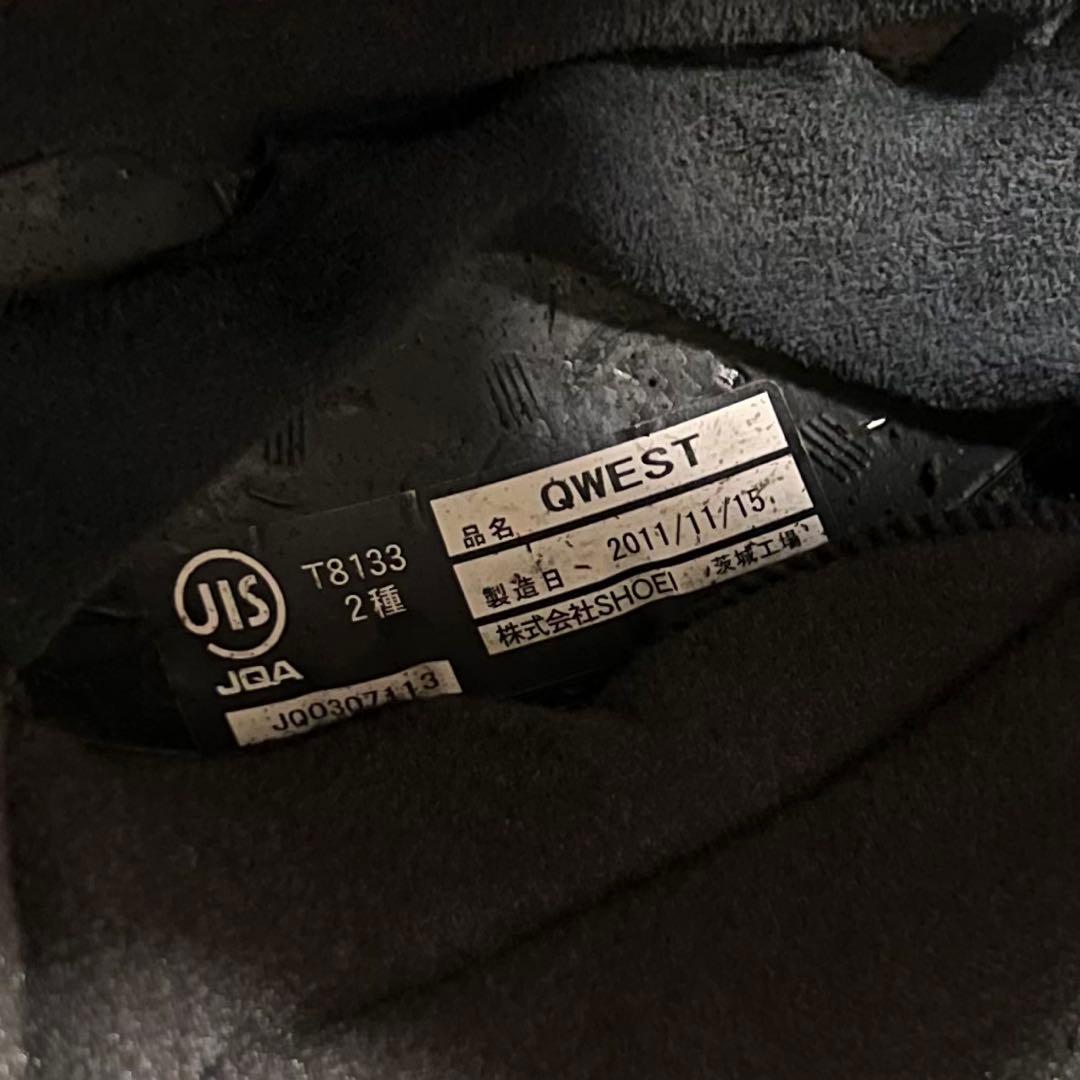 JIS
T8133
2種
JQA
JQ0307113
品名 QWEST
製造日 2011/11/15
株式会社SHOEI 茨城工場